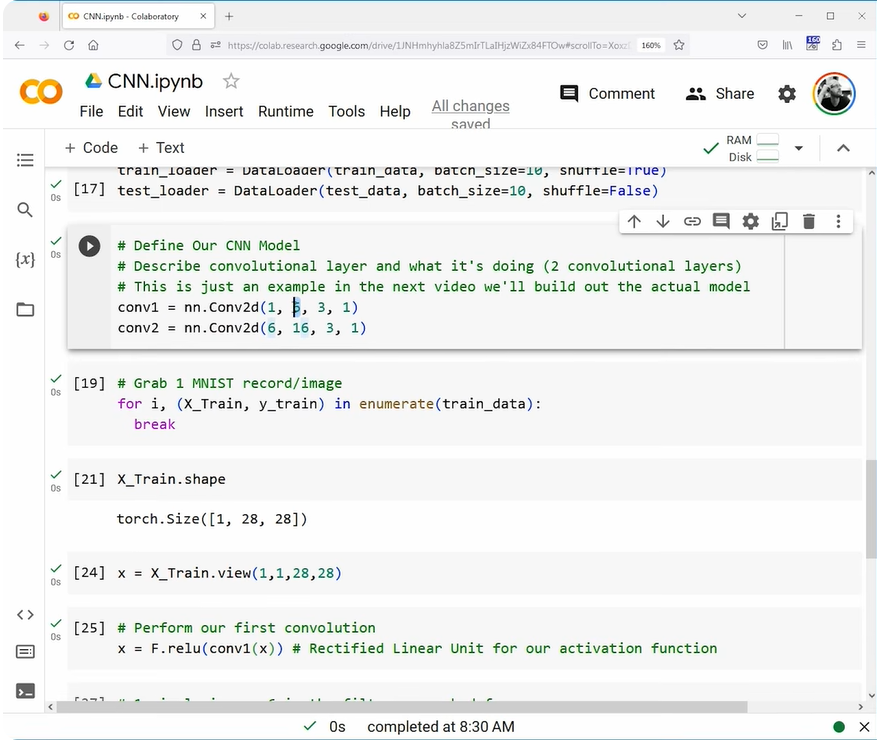 CNN.ipynb - Colaboratory
https://colab.research.google.com/drive/
160%
160
CO
CNN.ipynb
Comment
Share
File Edit View Insert Runtime Tools Help
All changes
saved
+ Code + Text
RAM
Disk
train_loader = DataLoader(train_data, batch_size=10, shuffle=True)
[17] test_loader = DataLoader(test_data, batch_size=10, shuffle=False)
0s
0s
# Define Our CNN Model
# Describe convolutional layer and what it's doing (2 convolutional layers)
# This is just an example in the next video we'll build out the actual model
conv1 = nn.Conv2d(1, 6, 3, 1)
conv2 = nn.Conv2d(6, 16, 3, 1)
[19] # Grab 1 MNIST record/image
0s
for i, (X_Train, y_train) in enumerate(train_data):
break
[21] X_Train.shape
0s
torch.Size([1, 28, 28])
[24] x = X_Train.view(1,1,28,28)
0s
[25] # Perform our first convolution
0s
x = F.relu(conv1(x)) # Rectified Linear Unit for our activation function
{x}
0s completed at 8:30 AM